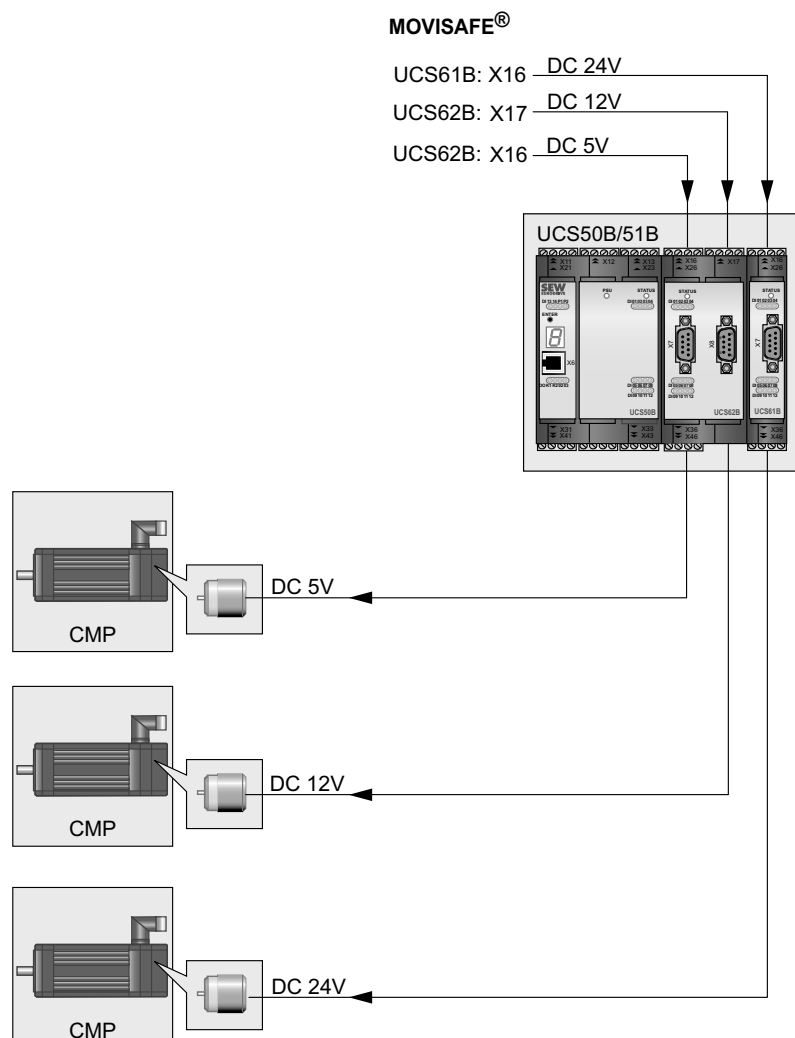 MOVISAFE®
UCS61B: X16 DC 24V
UCS62B: X17 DC 12V
UCS62B: X16 DC 5V
UCS50B/51B
X11 X12 X13 X16 X17 X16
X21 X23 X26 X26
SEW
PSU STATUS STATUS STATUS
ENTER
X6
X7 X8 X7
UCS50B UCS62B UCS61B
X31 X33 X36 X36
X41 X43 X46 X46
DC 5V
CMP
DC 12V
CMP
DC 24V
CMP